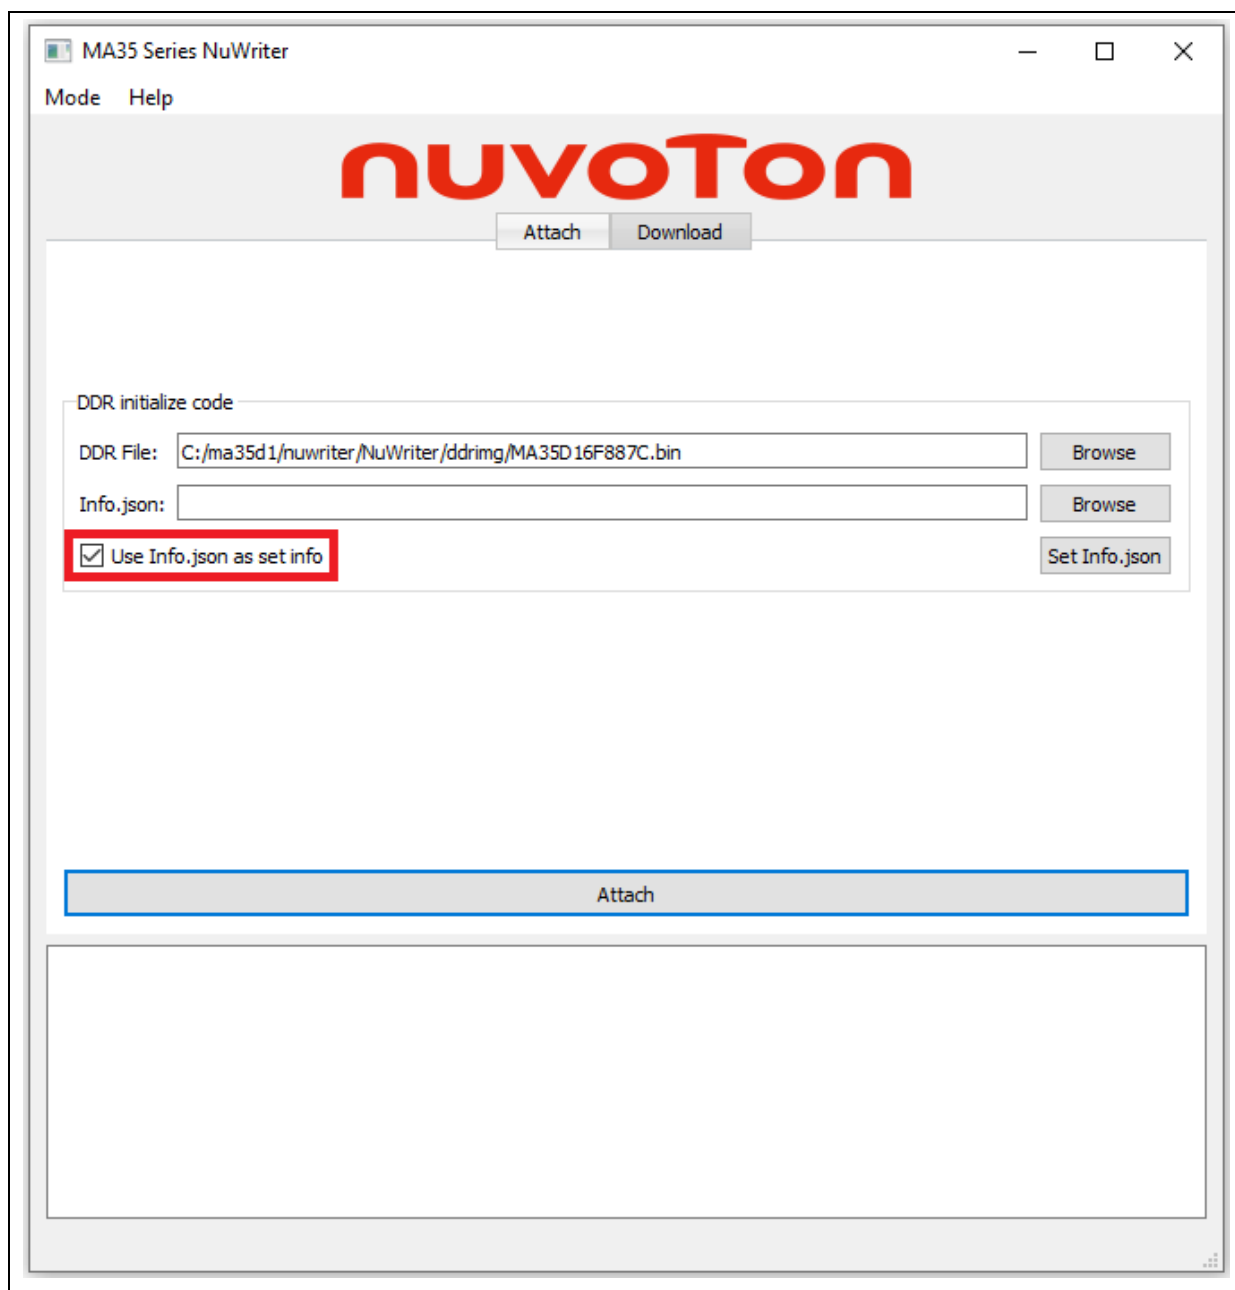 MA35 Series NuWriter
Mode Help
nuvoTon
Attach Download
DDR initialize code
DDR File: C:/ma35d1/nuwriter/NuWriter/ddrimg/MA35D16F887C.bin Browse
Info.json: Browse
Use Info.json as set info Set Info.json
Attach